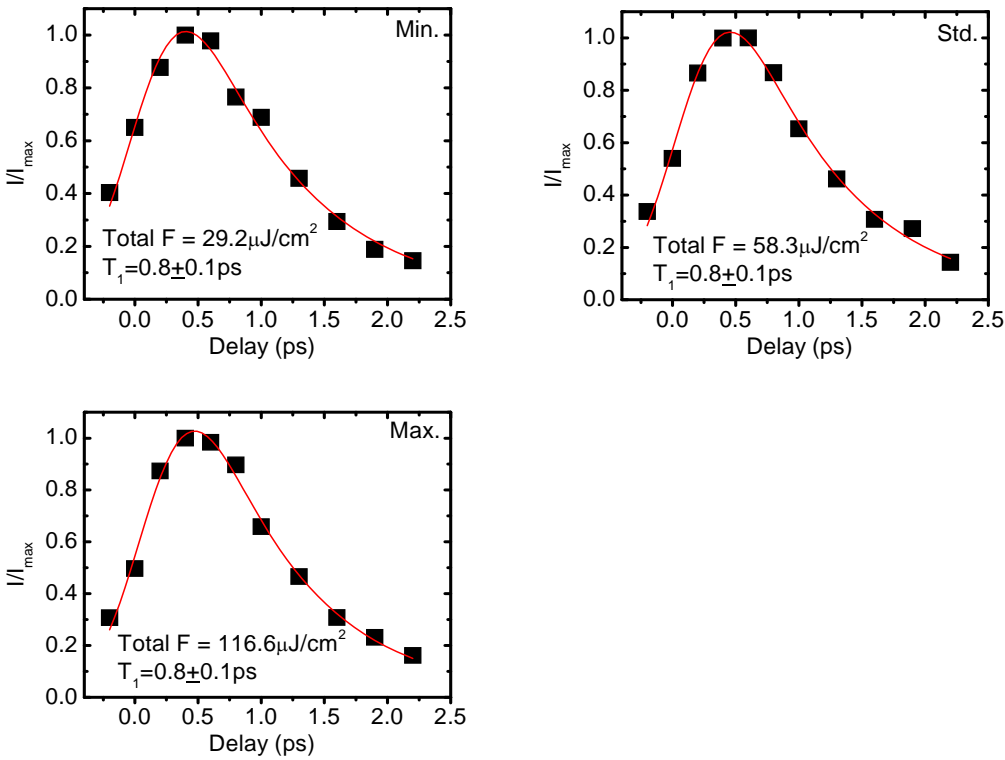 Min.
1.0
0.8
0.6
0.4
0.2
0.0
I/Imax
Total F = 29.2μJ/cm²
T₁=0.8±0.1ps
0.0 0.5 1.0 1.5 2.0 2.5
Delay (ps)
Std.
1.0
0.8
0.6
0.4
0.2
0.0
I/Imax
Total F = 58.3μJ/cm²
T₁=0.8±0.1ps
0.0 0.5 1.0 1.5 2.0 2.5
Delay (ps)
Max.
1.0
0.8
0.6
0.4
0.2
0.0
I/Imax
Total F = 116.6μJ/cm²
T₁=0.8±0.1ps
0.0 0.5 1.0 1.5 2.0 2.5
Delay (ps)